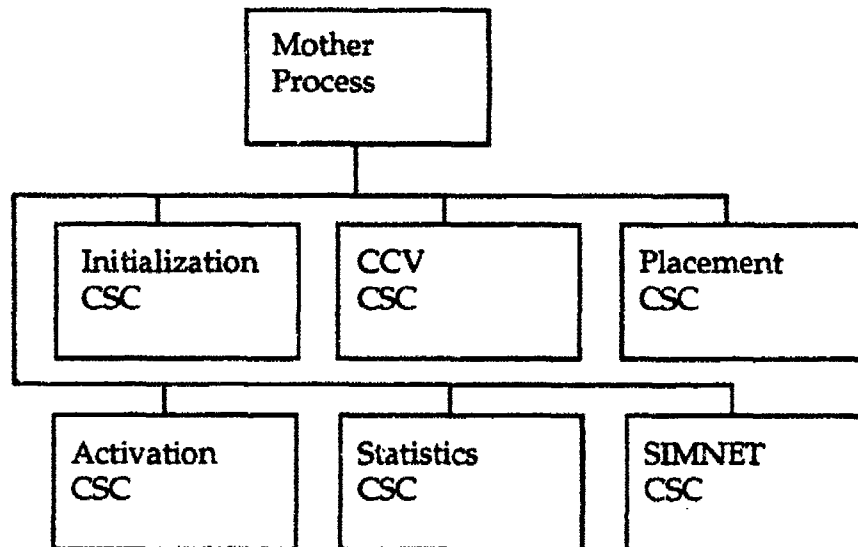 Mother
Process
Initialization
CSC
CCV
CSC
Placement
CSC
Activation
CSC
Statistics
CSC
SIMNET
CSC